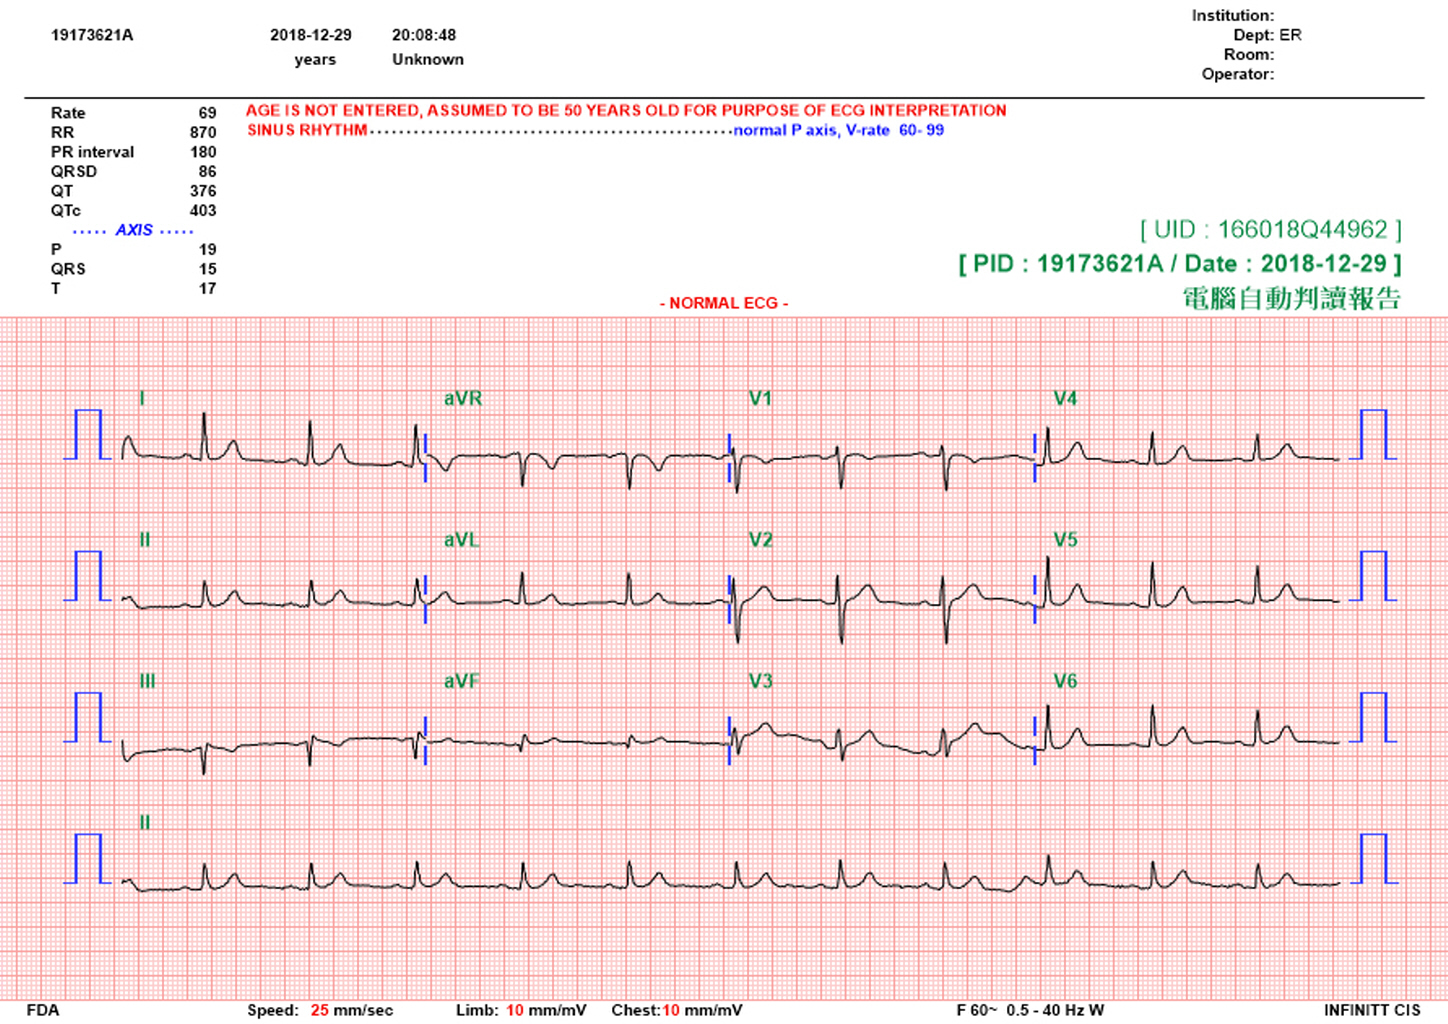 Institution:
19173621A 2018-12-29 20:08:48 Dept: ER
years Unknown Room:
Operator:
Rate 69 AGE IS NOT ENTERED, ASSUMED TO BE 50 YEARS OLD FOR PURPOSE OF ECG INTERPRETATION
RR 870 SINUS RHYTHM..........................................normal P axis, V-rate 60- 99
PR interval 180
QRSD 86
QT 376
QTc 403
..... AXIS .....
P 19
QRS 15
T 17
[ UID : 166018Q44962 ]
[ PID : 19173621A / Date : 2018-12-29 ]
電腦自動判讀報告
- NORMAL ECG -
I aVR V1 V4
II aVL V2 V5
III aVF V3 V6
II
FDA Speed: 25 mm/sec Limb: 10 mm/mV Chest:10 mm/mV F 60~ 0.5 - 40 Hz W INFINITT CIS